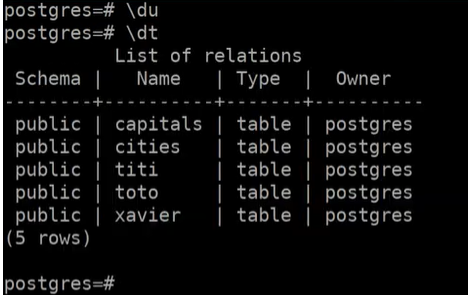 postgres=# \du
postgres=# \dt
          List of relations
 Schema |   Name   | Type  |  Owner
--------+----------+-------+----------
 public | capitals | table | postgres
 public | cities   | table | postgres
 public | titi     | table | postgres
 public | toto     | table | postgres
 public | xavier   | table | postgres
(5 rows)
postgres=#